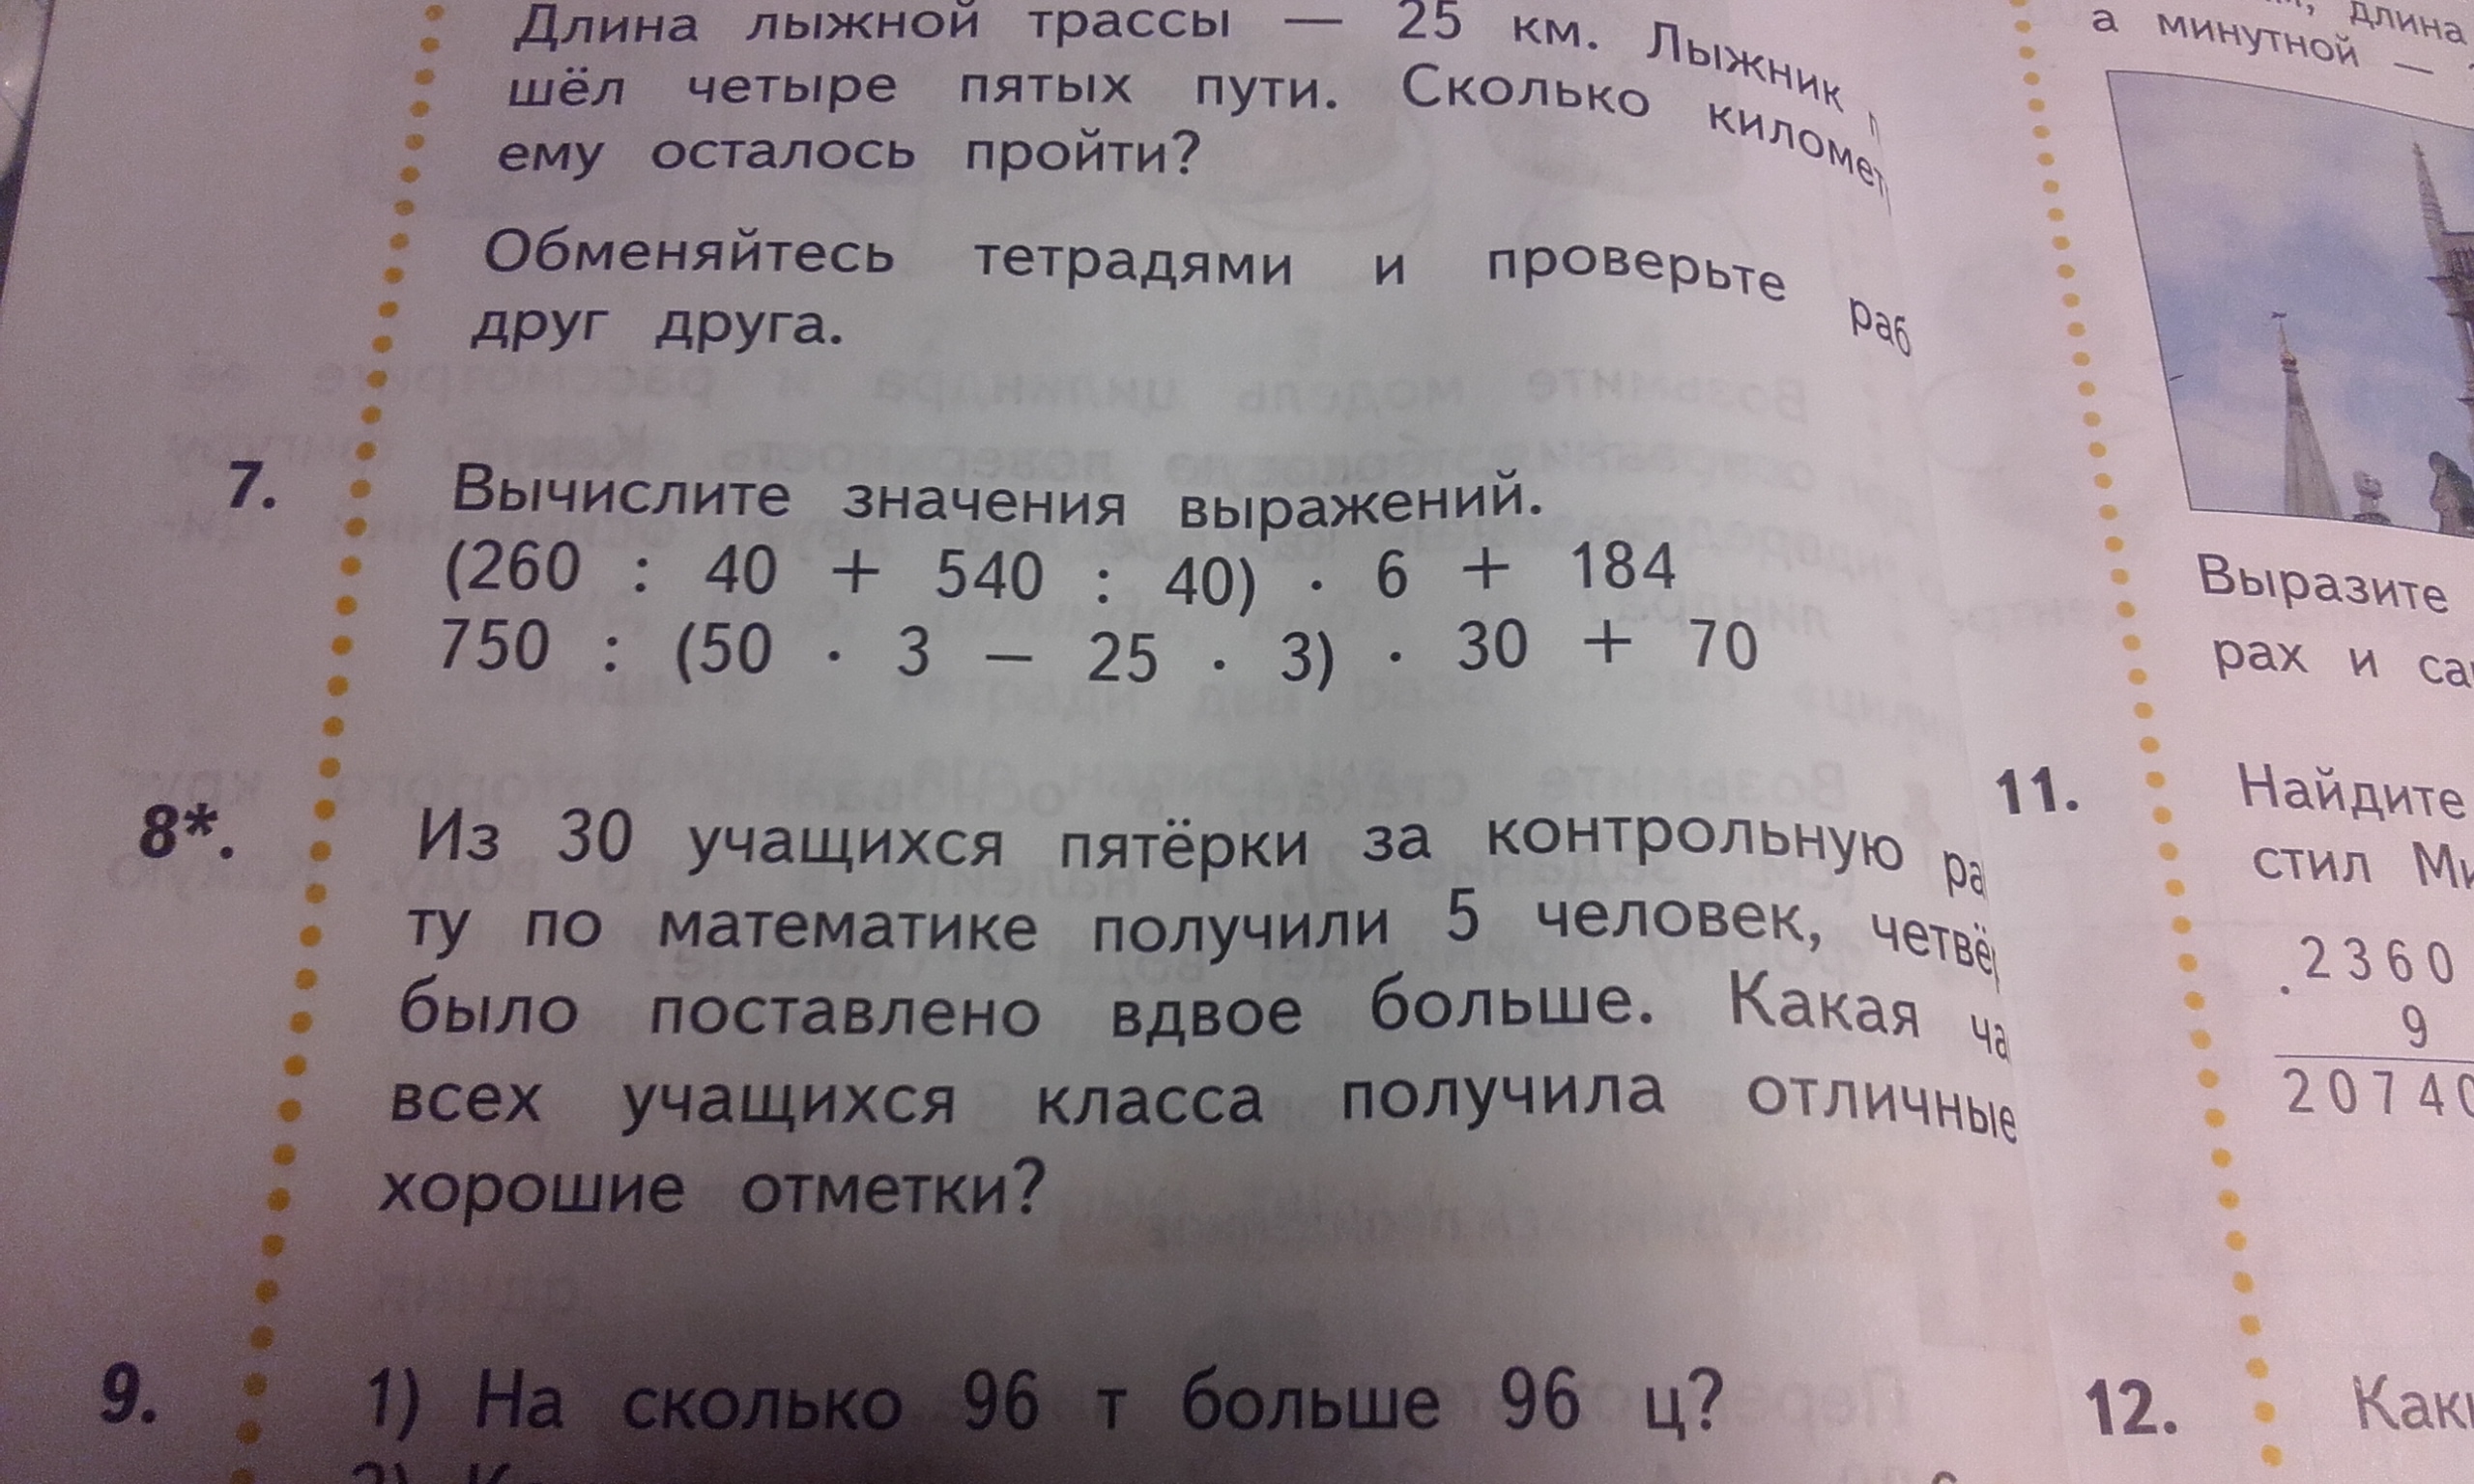 Длина лыжной трассы — 25 км. Лыжник
шёл четыре пятых пути. Сколько километ
ему осталось пройти?
Обменяйтесь тетрадями и проверьте раб
друг друга.
7. Вычислите значения выражений.
(260 : 40 + 540 : 40) · 6 + 184
750 : (50 · 3 – 25 · 3) · 30 + 70
8*. Из 30 учащихся пятёрки за контрольную ра
ту по математике получили 5 человек, четвё
было поставлено вдвое больше. Какая ча
всех учащихся класса получила отличные
хорошие отметки?
9. 1) На сколько 96 т больше 96 ц?
длина
а минутной —
Выразите
рах и са
11. Найдите
стил Ми
· 2360
9
20740
12. Как